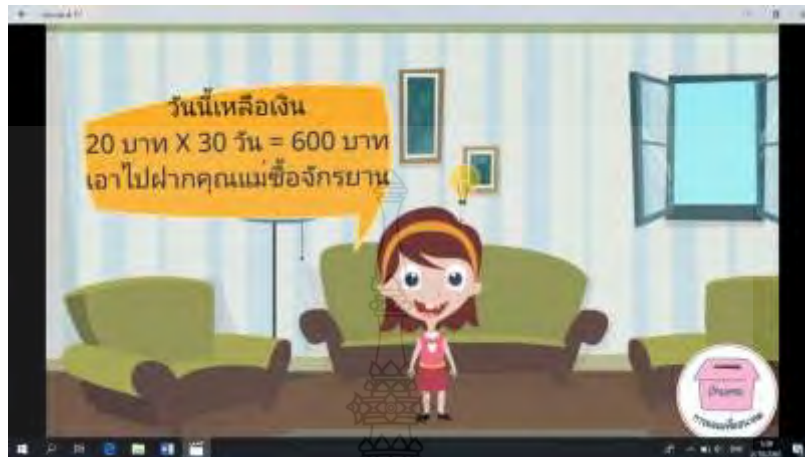 วันนี้เหลือเงิน
20 บาท X 30 วัน = 600 บาท
เอาไปฝากคุณแม่ซื้อจักรยาน